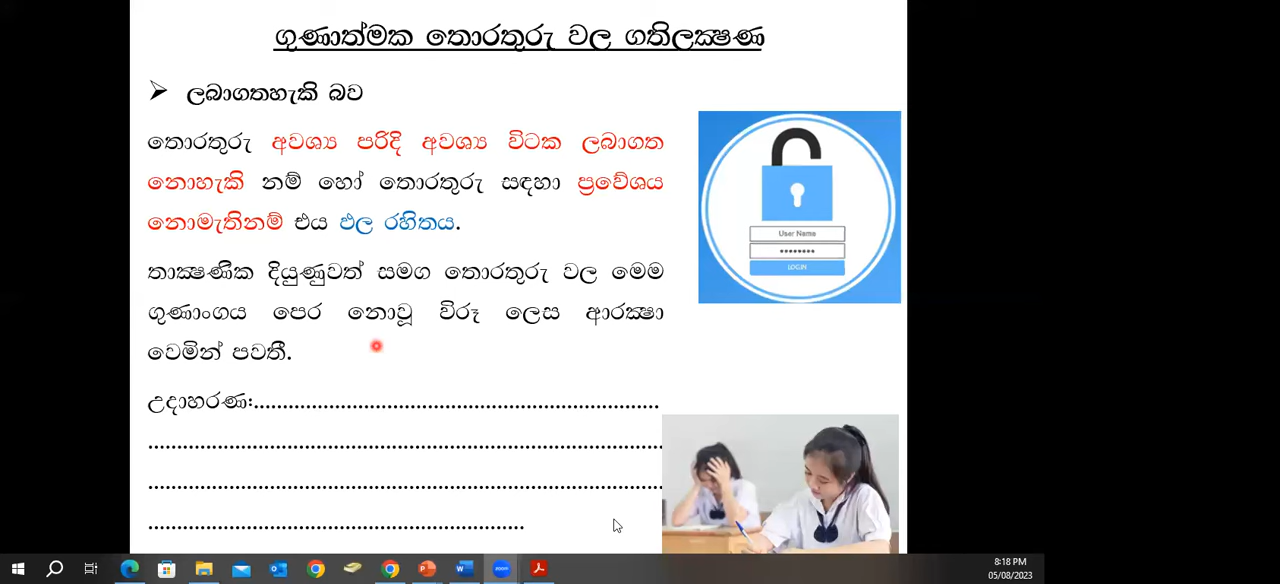 ගුණාත්මක තොරතුරු වල ගතිලක්‍ෂණ
➢ ලබාගතහැකි බව
තොරතුරු අවශ්‍ය පරිදි අවශ්‍ය විටක ලබාගත
නොහැකි නම් හෝ තොරතුරු සඳහා ප්‍රවේශය
නොමැතිනම් එය ඵල රහිතය.
තාක්‍ෂණික දියුණුවත් සමග තොරතුරු වල මෙම
ගුණාංගය පෙර නොවූ විරූ ලෙස ආරක්‍ෂා
වෙමින් පවතී.
උදාහරණ:......................................................................
.........................................................................................
.........................................................................................
.................................................................
User Name
********
LOGIN
8:18 PM
05/08/2023